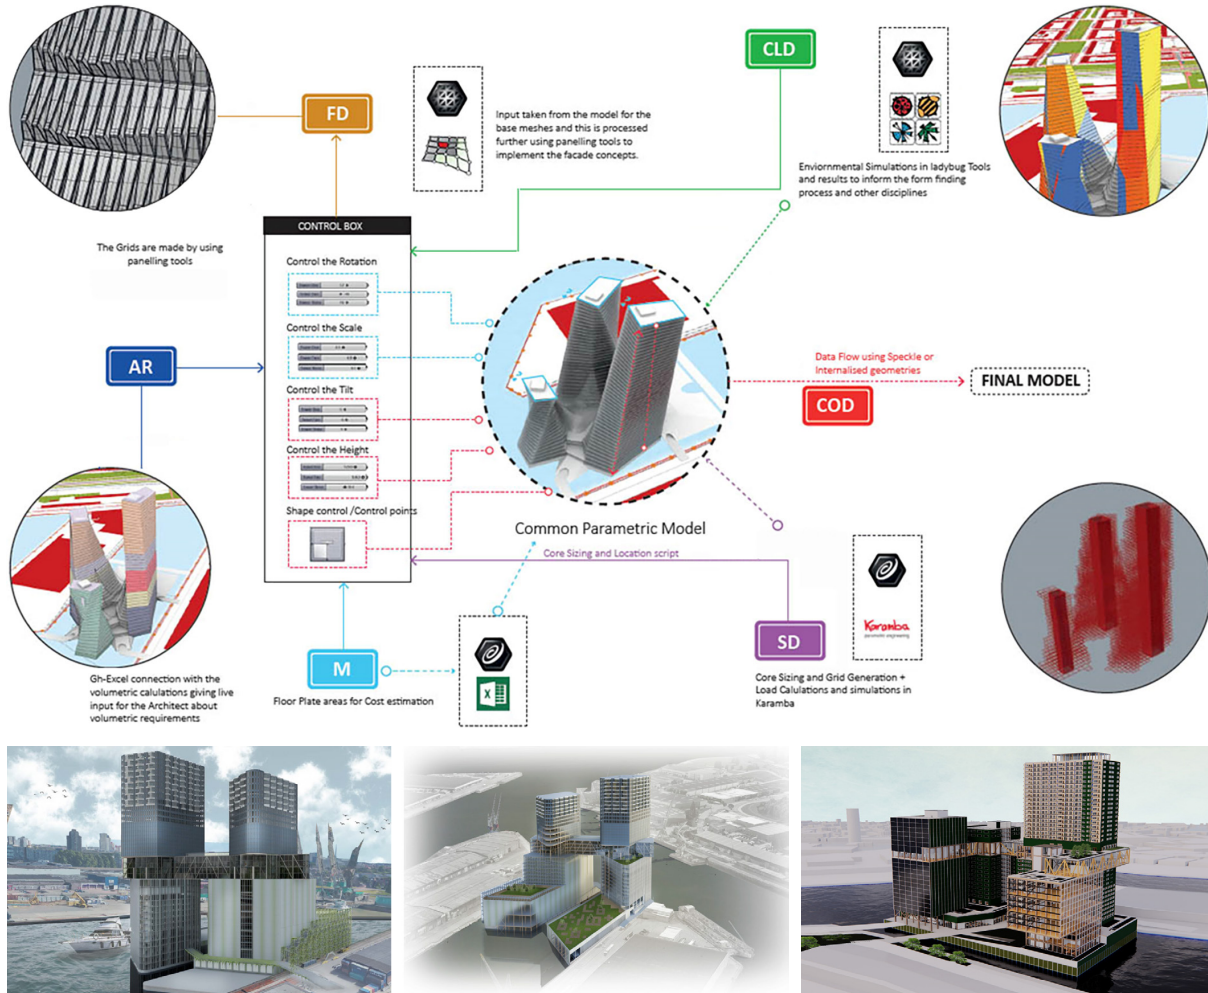 CLD
FD
Input taken from the model for the
base meshes and this is processed
further using panelling tools to
implement the facade concepts.
Enviornmental Simulations in ladybug Tools
and results to inform the form finding
process and other disciplines
CONTROL BOX
The Grids are made by using
panelling tools
Control the Rotation
Control the Scale
AR
Control the Tilt
Control the Height
Shape control /Control points
Data Flow using Speckle or
Internalised geometries
COD
FINAL MODEL
Common Parametric Model
Core Sizing and Location script
Karamba
parametric engineering
M
SD
Gh-Excel connection with the
volumetric calulations giving live
input for the Architect about
volumetric requirements
Floor Plate areas for Cost estimation
X
Core Sizing and Grid Generation +
Load Calulations and simulations in
Karamba